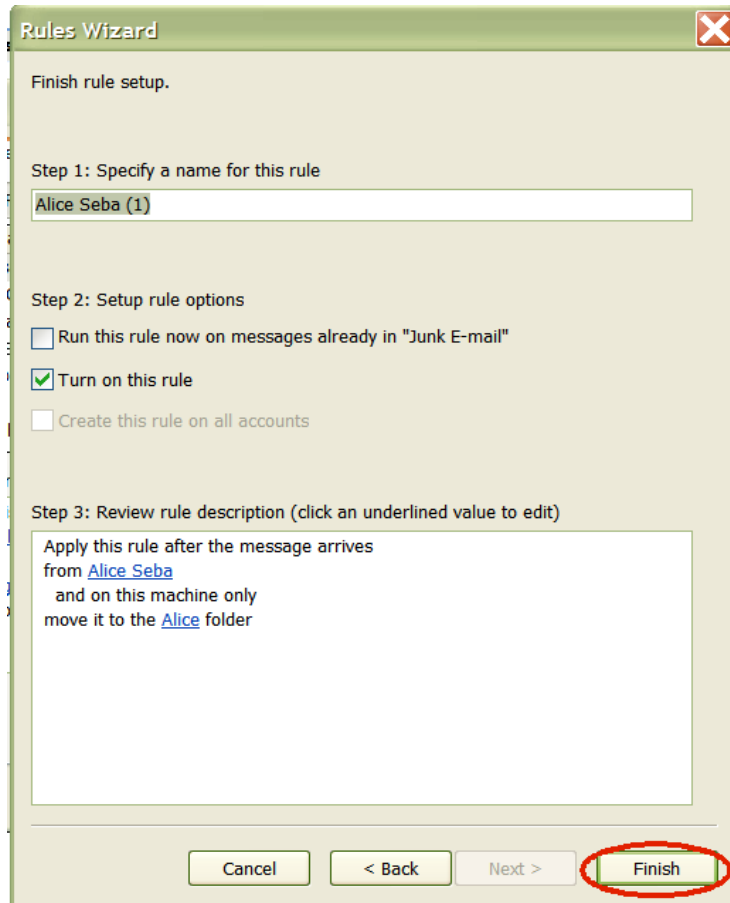 Rules Wizard
Finish rule setup.
Step 1: Specify a name for this rule
Alice Seba (1)
Step 2: Setup rule options
Run this rule now on messages already in "Junk E-mail"
Turn on this rule
Create this rule on all accounts
Step 3: Review rule description (click an underlined value to edit)
Apply this rule after the message arrives
from Alice Seba
and on this machine only
move it to the Alice folder
Cancel
< Back
Next >
Finish